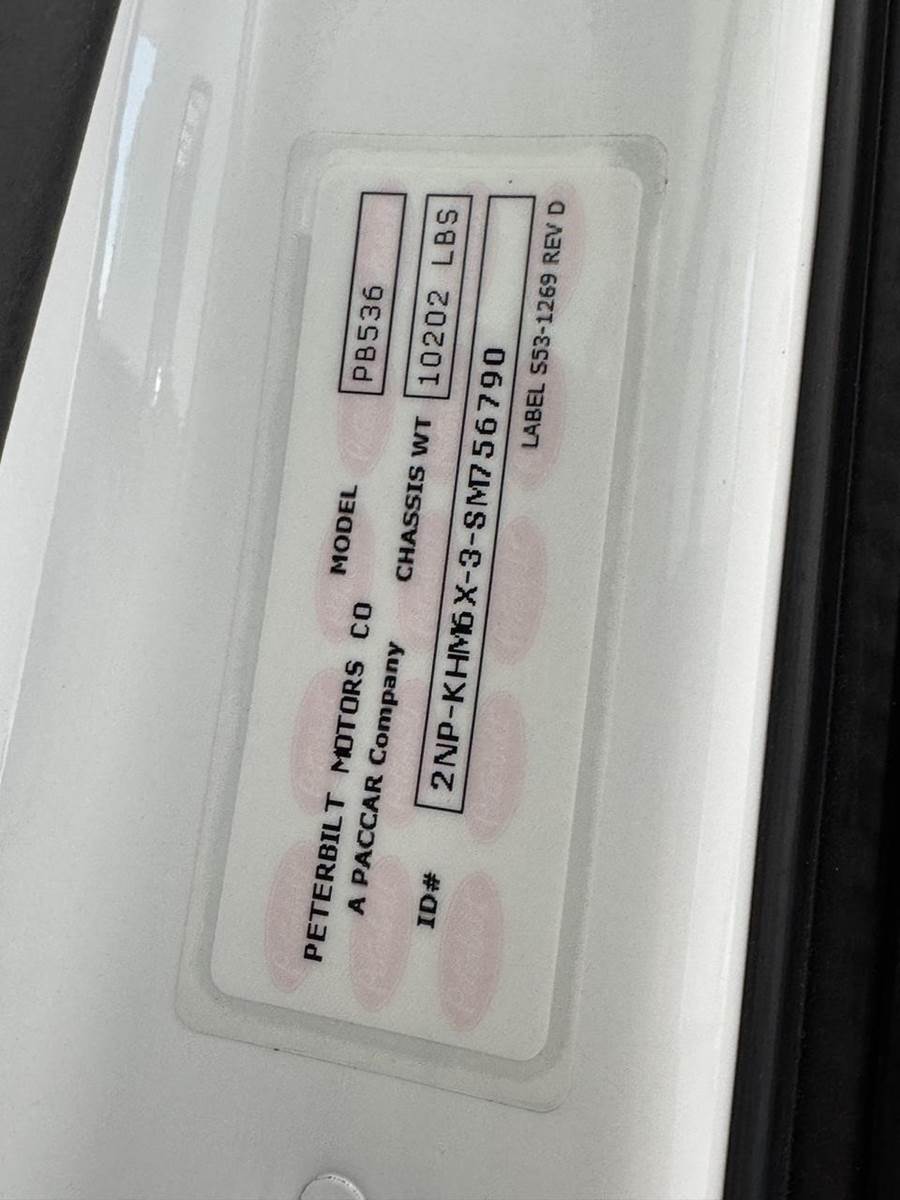 PETERBILT MOTORS CO MODEL PB536
A PACCAR Company CHASSIS WT 10202 LBS
ID# 2NP-KHM6X-3-SM756790
LABEL S53-1269 REV D